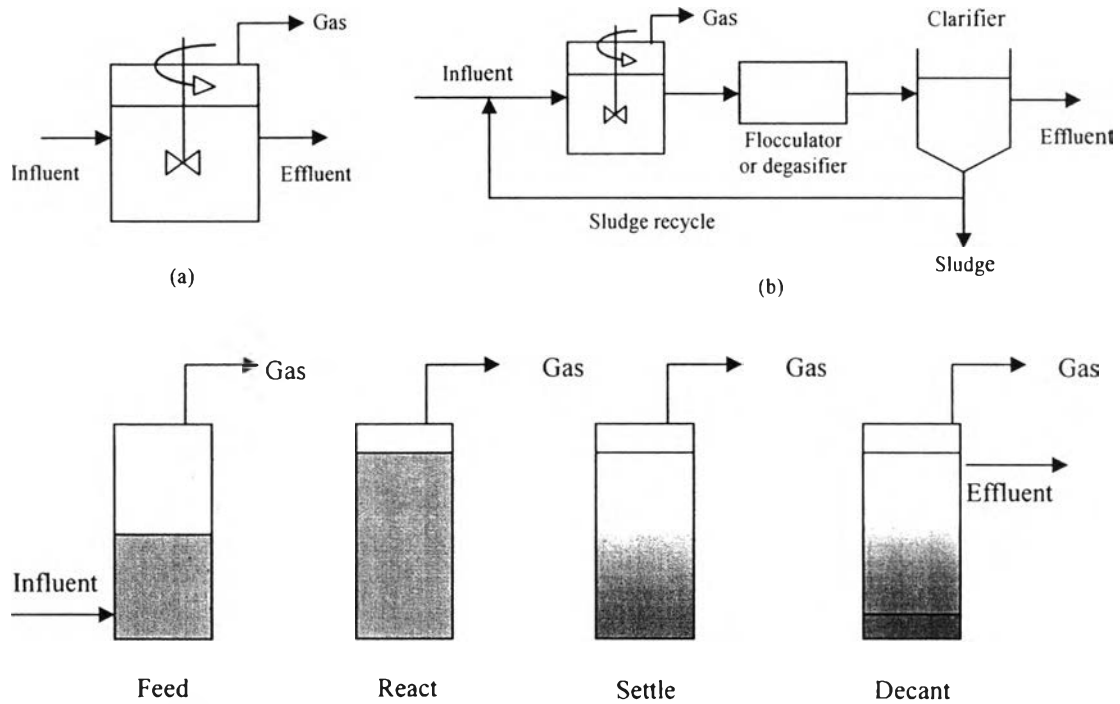 Gas
Influent
Effluent
(a)
Gas
Clarifier
Influent
Flocculator
or degasifier
Effluent
Sludge recycle
Sludge
(b)
Gas
Gas
Gas
Gas
Influent
Effluent
Feed
React
Settle
Decant